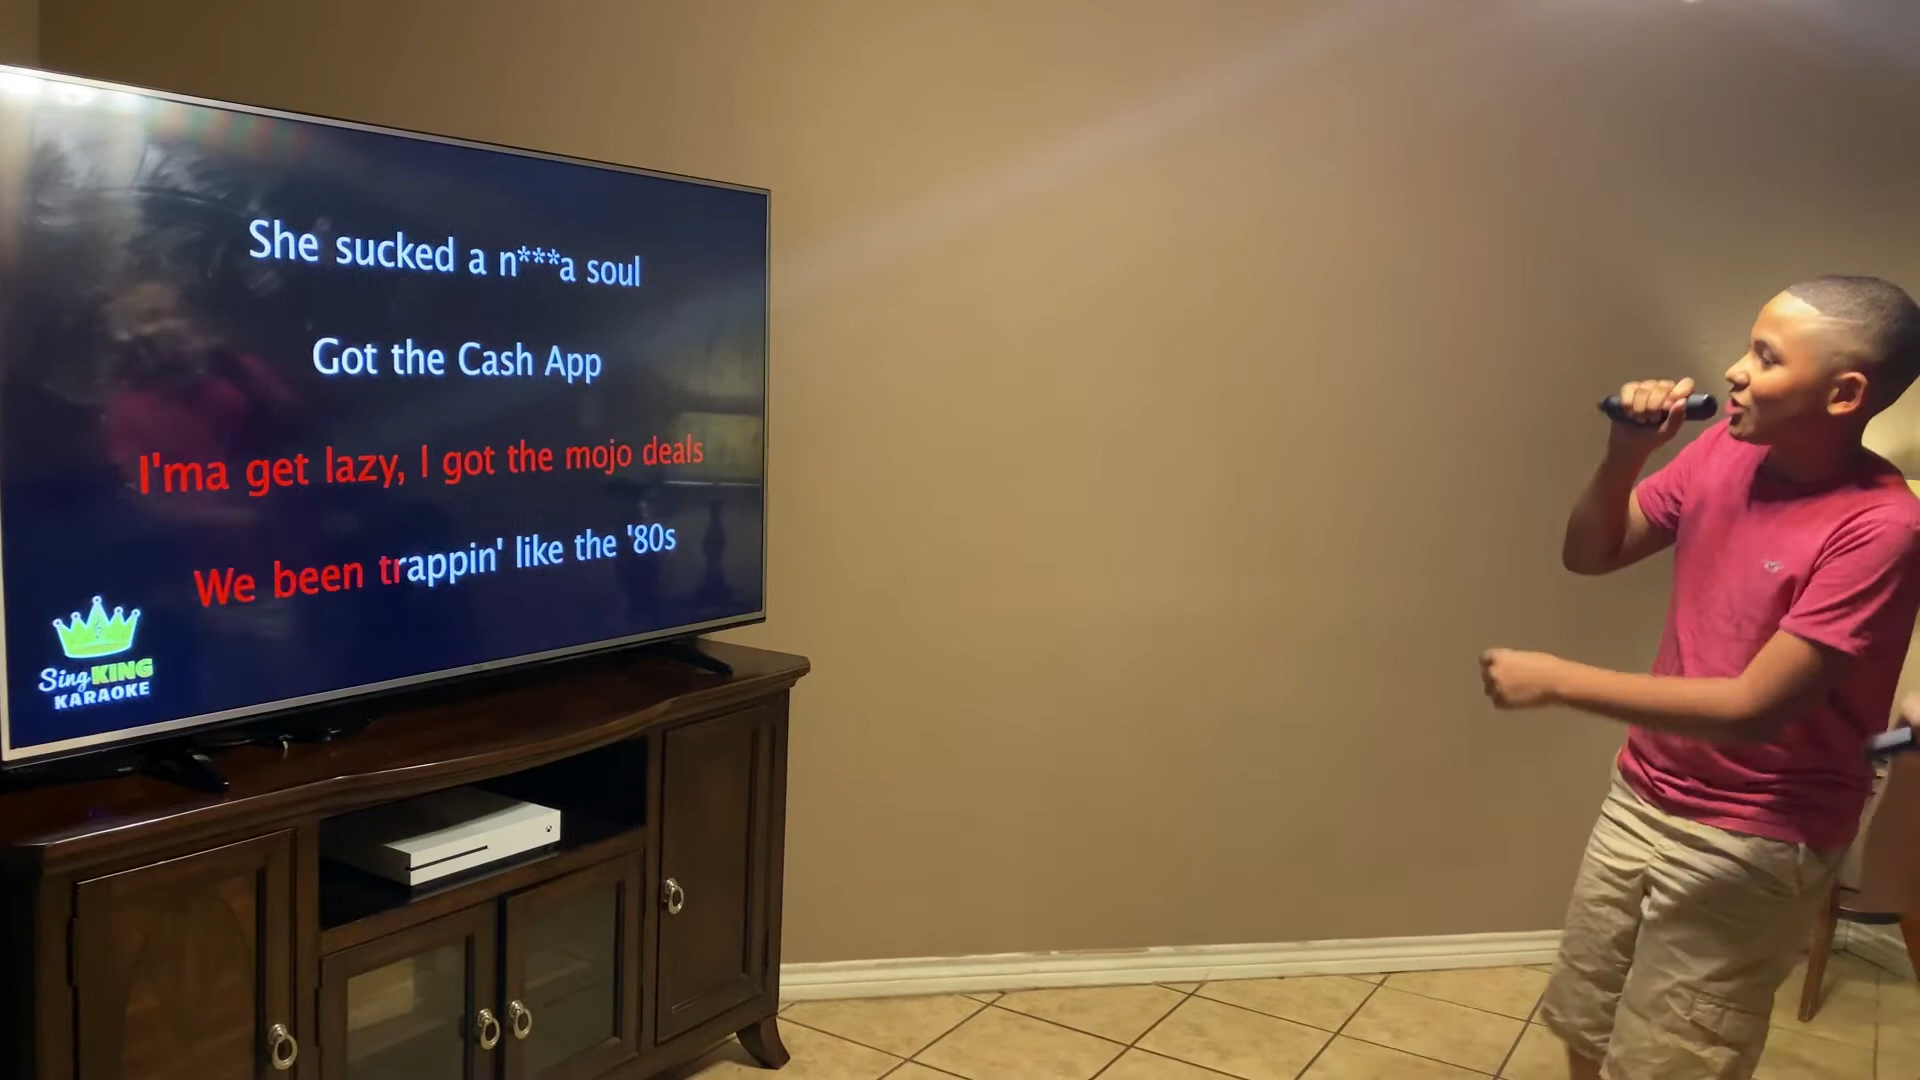 She sucked a n***a soul
Got the Cash App
I'ma get lazy, I got the mojo deals
We been trappin' like the '80s
Sing KING
KARAOKE